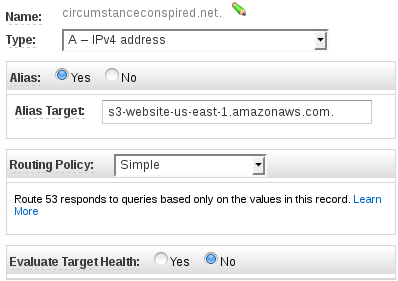 Name: circumstanceconspired.net.
Type: A – IPv4 address
Alias: Yes No
Alias Target: s3-website-us-east-1.amazonaws.com.
Routing Policy: Simple
Route 53 responds to queries based only on the values in this record. Learn
More
Evaluate Target Health: Yes No